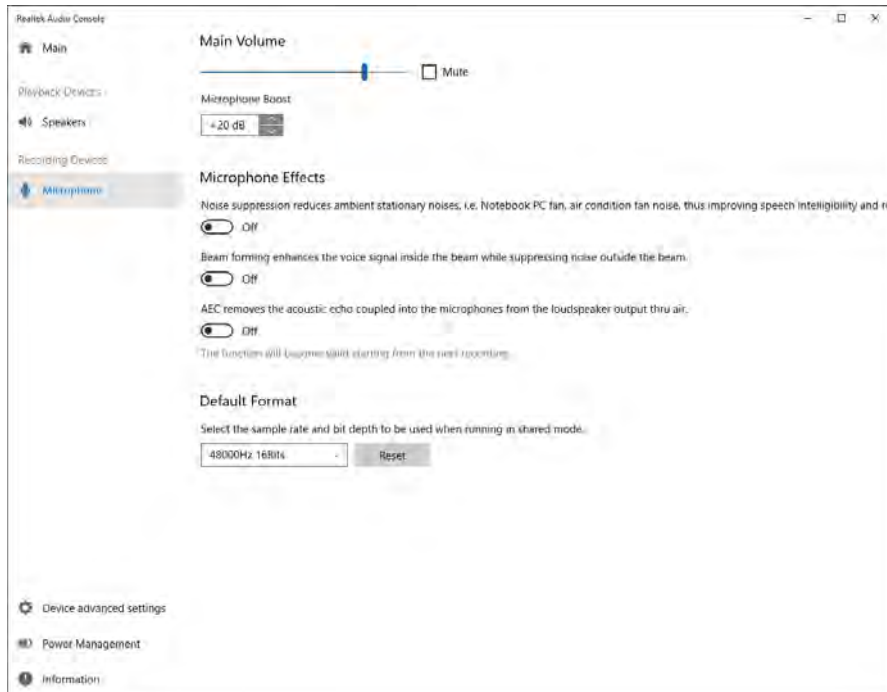 Realtek Audio Console
Main
Playback Devices
Speakers
Recording Devices
Microphone
Device advanced settings
Power Management
Information
Main Volume
Mute
Microphone Boost
+20 dB
Microphone Effects
Noise suppression reduces ambient stationary noises, i.e. Notebook PC fan, air condition fan noise, thus improving speech intelligibility and r
Off
Beam forming enhances the voice signal inside the beam while suppressing noise outside the beam.
Off
AEC removes the acoustic echo coupled into the microphones from the loudspeaker output thru air.
Off
The function will become valid starting from the next recording.
Default Format
Select the sample rate and bit depth to be used when running in shared mode.
48000Hz 16Bits
Reset